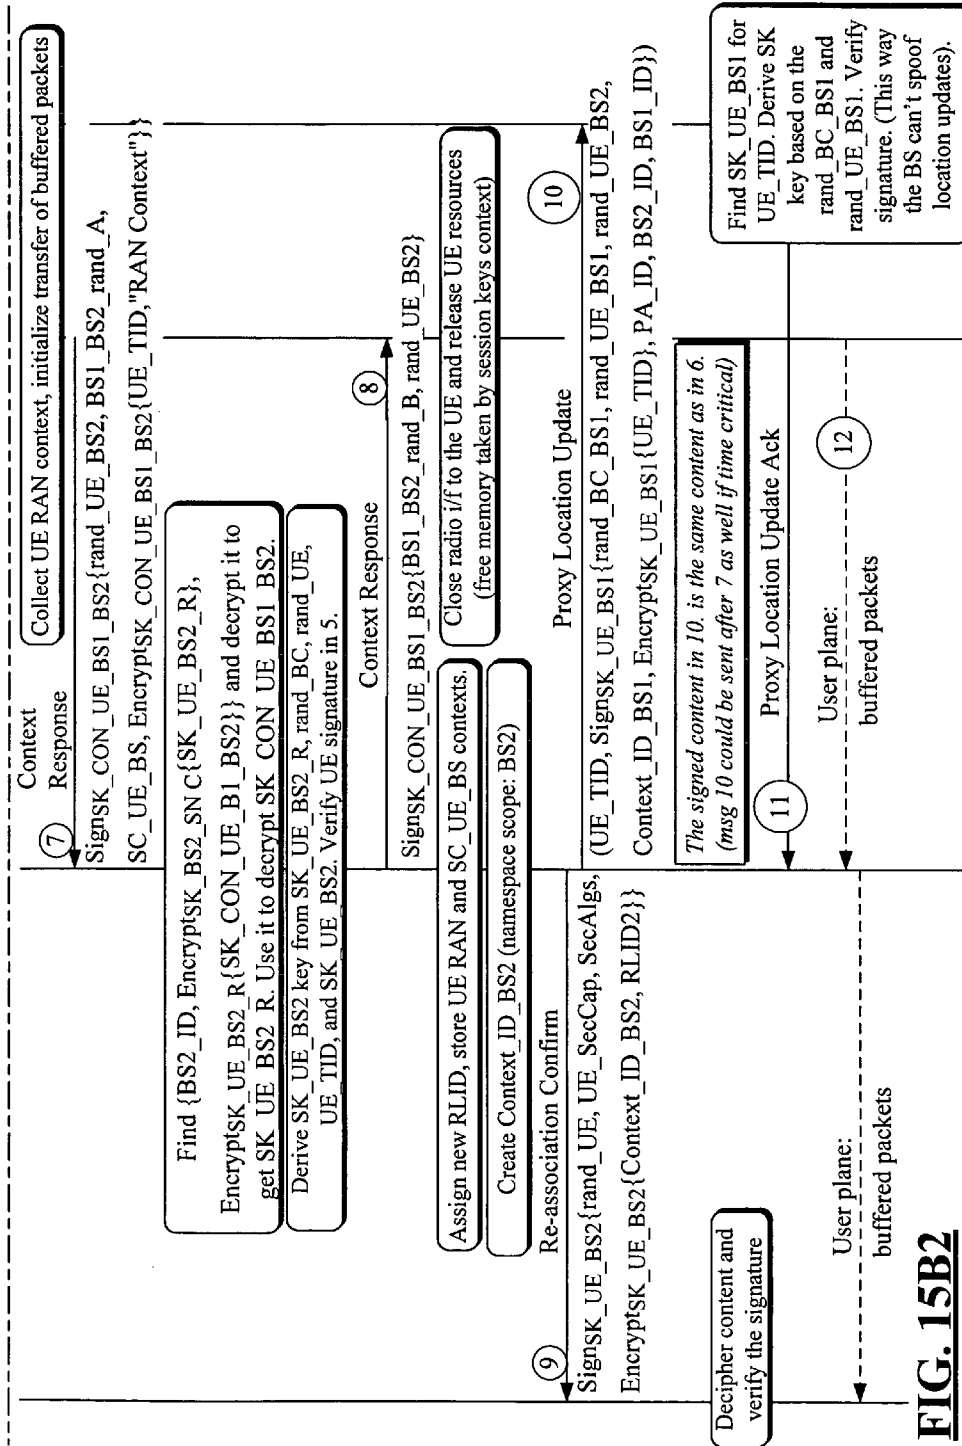 Collect UE RAN context, initialize transfer of buffered packets
Context
Response
7
SignSK_CON_UE_BS1_BS2{rand_UE_BS2, BS1_BS2_rand_A,
SC_UE_BS, EncryptSK_CON_UE_BS1_BS2{UE_TID,"RAN Context"}}
Find {BS2_ID, EncryptSK_BS2_SN C{SK_UE_BS2_R},
EncryptSK_UE_BS2_R{SK_CON_UE_B1_BS2}} and decrypt it to
get SK_UE_BS2_R. Use it to decrypt SK_CON_UE_BS1_BS2.
Derive SK_UE_BS2 key from SK_UE_BS2_R, rand_BC, rand_UE,
UE_TID, and SK_UE_BS2. Verify UE signature in 5.
Context Response
8
SignSK_CON_UE_BS1_BS2{BS1_BS2_rand_B, rand_UE_BS2}
Assign new RLID, store UE RAN and SC_UE_BS contexts.
Close radio i/f to the UE and release UE resources
(free memory taken by session keys context)
Create Context_ID_BS2 (namespace scope: BS2)
Re-association Confirm
9
SignSK_UE_BS2{rand_UE, UE_SecCap, SecAlgs,
EncryptSK_UE_BS2{Context_ID_BS2, RLID2}}
Proxy Location Update
10
(UE_TID, SignSK_UE_BS1{rand_BC_BS1, rand_UE_BS1, rand_UE_BS2,
Context_ID_BS1, EncryptSK_UE_BS1{UE_TID}, PA_ID, BS2_ID, BS1_ID})
The signed content in 10. is the same content as in 6.
(msg 10 could be sent after 7 as well if time critical)
Find SK_UE_BS1 for
UE_TID. Derive SK
key based on the
rand_BC_BS1 and
rand_UE_BS1. Verify
signature. (This way
the BS can't spoof
location updates).
Decipher content and
verify the signature
Proxy Location Update Ack
11
User plane:
buffered packets
12
User plane:
buffered packets
FIG. 15B2